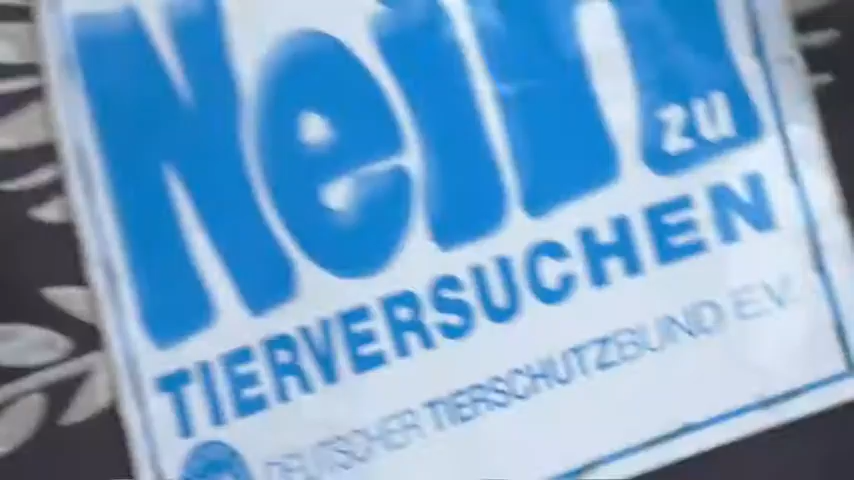 Nein
zu
TIERVERSUCHEN
DEUTSCHER TIERSCHUTZBUND E.V.